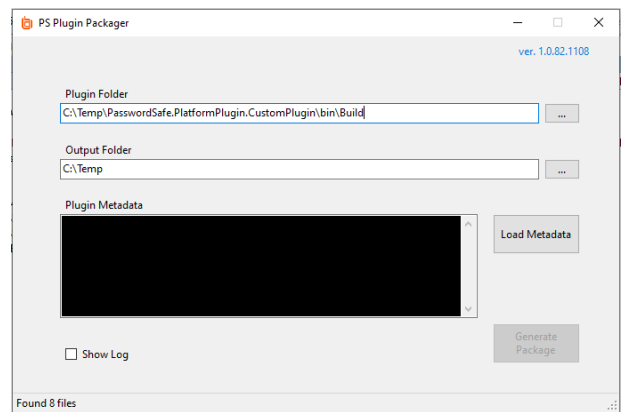 PS Plugin Packager
ver. 1.0.82.1108
Plugin Folder
C:\Temp\PasswordSafe.PlatformPlugin.CustomPlugin\bin\Build
...
Output Folder
C:\Temp
...
Plugin Metadata
Load Metadata
Generate
Package
Show Log
Found 8 files